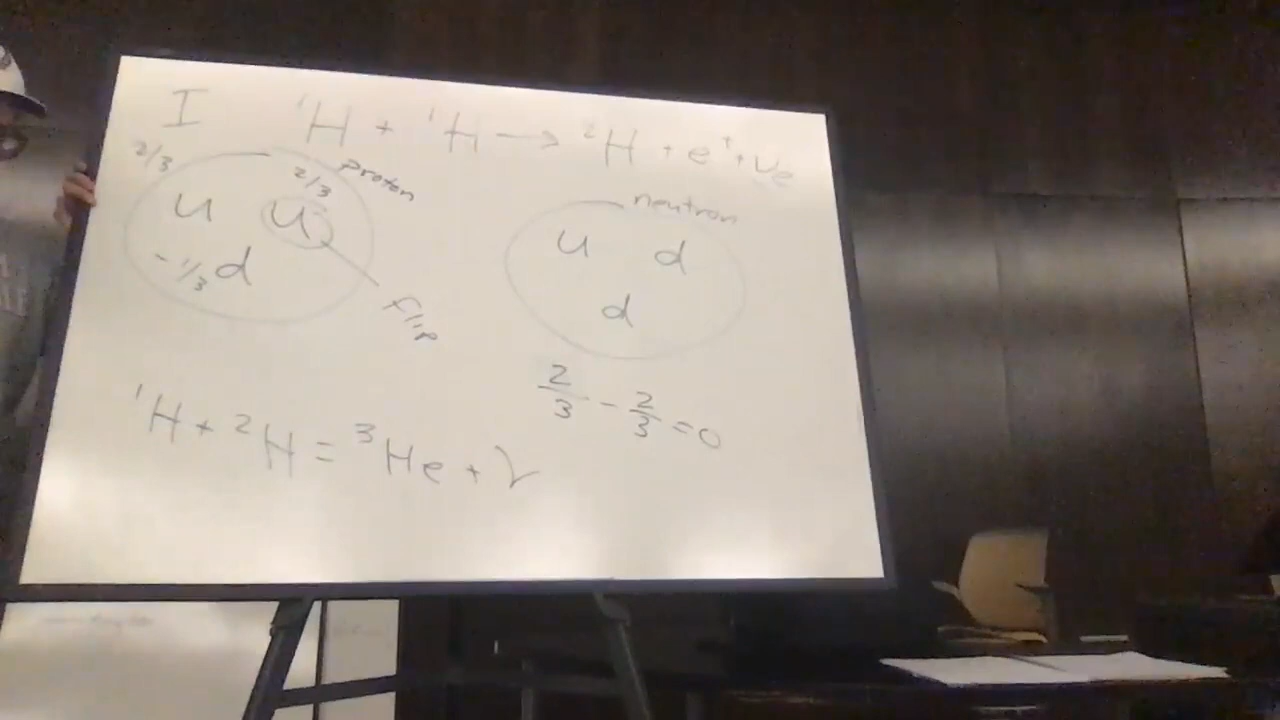 I ¹H + ¹H → ²H + e⁺ + νe
2/3 2/3 proton
u u
-1/3 d
flip
neutron
u d
d
2/3 - 2/3 = 0
¹H + ²H = ³He + γ